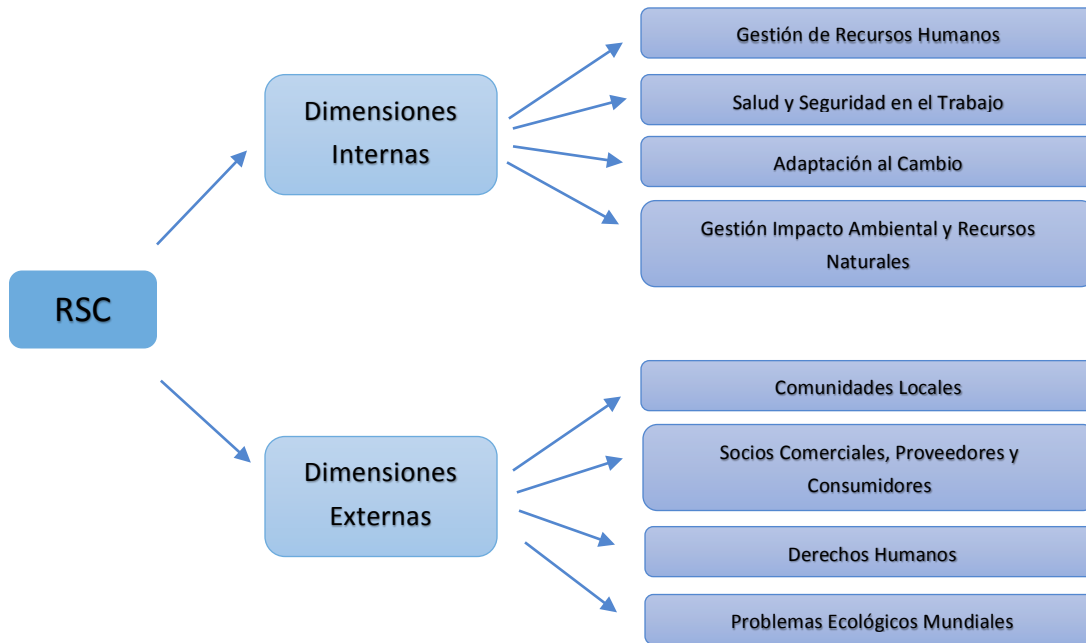 RSC
Dimensiones
Internas
Gestión de Recursos Humanos
Salud y Seguridad en el Trabajo
Adaptación al Cambio
Gestión Impacto Ambiental y Recursos
Naturales
Dimensiones
Externas
Comunidades Locales
Socios Comerciales, Proveedores y
Consumidores
Derechos Humanos
Problemas Ecológicos Mundiales